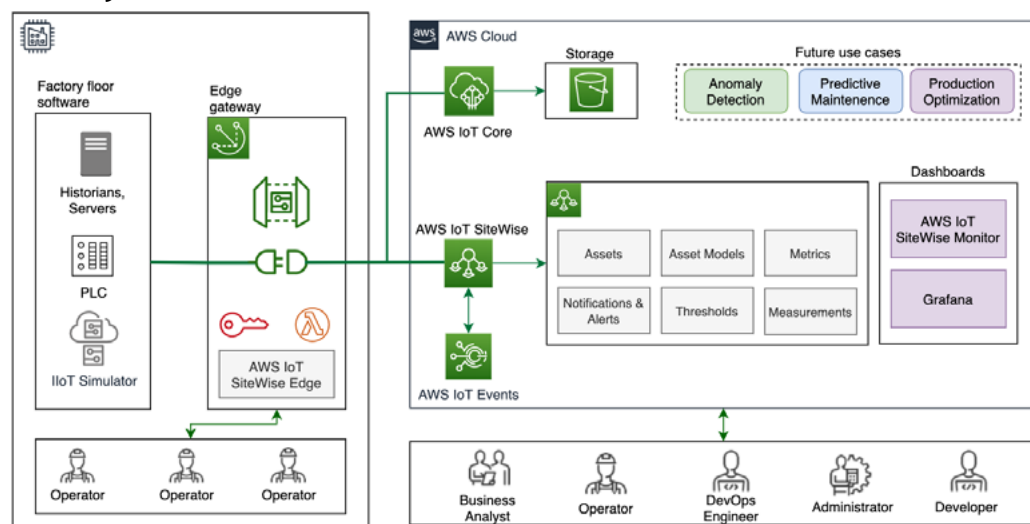 Factory floor
software
Historians,
Servers
PLC
IIoT Simulator
Edge
gateway
AWS IoT
SiteWise Edge
Operator
Operator
Operator
aws
AWS Cloud
AWS IoT Core
Storage
Future use cases
Anomaly
Detection
Predictive
Maintenence
Production
Optimization
AWS IoT SiteWise
Assets
Asset Models
Metrics
Notifications &
Alerts
Thresholds
Measurements
AWS IoT Events
Dashboards
AWS IoT
SiteWise Monitor
Grafana
Business
Analyst
Operator
DevOps
Engineer
Administrator
Developer